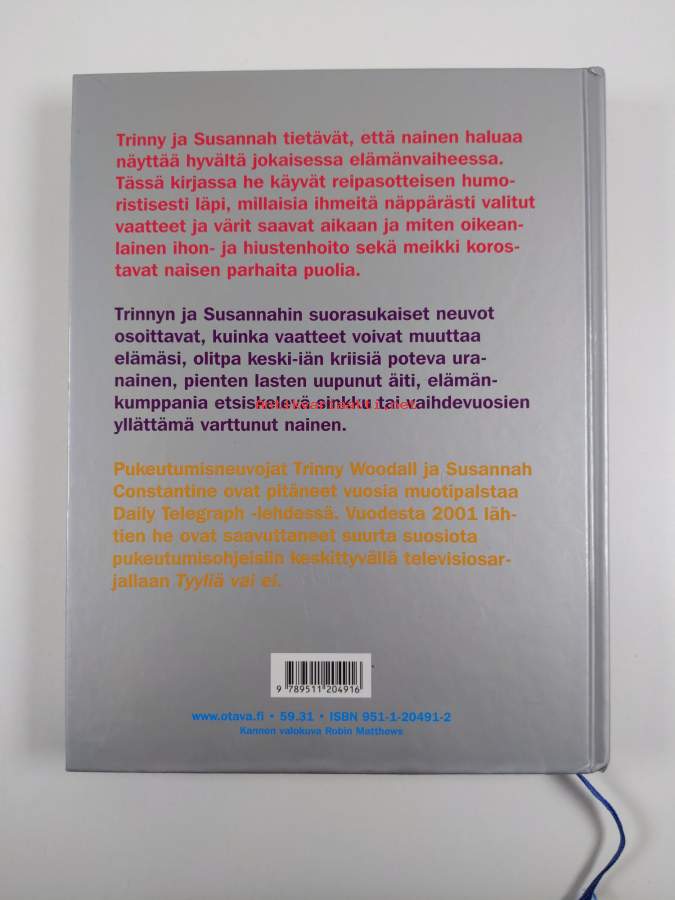 Trinny ja Susannah tietävät, että nainen haluaa
näyttää hyvältä jokaisessa elämänvaiheessa.
Tässä kirjassa he käyvät reipasotteisen humo-
ristisesti läpi, millaisia ihmeitä näppärästi valitut
vaatteet ja värit saavat aikaan ja miten oikean-
lainen ihon- ja hiustenhoito sekä meikki koros-
tavat naisen parhaita puolia.
Trinnyn ja Susannahin suorasukaiset neuvot
osoittavat, kuinka vaatteet voivat muuttaa
elämäsi, olitpa keski-iän kriisiä poteva ura-
nainen, pienten lasten uupunut äiti, elämän-
kumppania etsiskelevä sinkku tai vaihdevuosien
yllättämä varttunut nainen.
Pukeutumisneuvojat Trinny Woodall ja Susannah
Constantine ovat pitäneet vuosia muotipalstaa
Daily Telegraph -lehdessä. Vuodesta 2001 läh-
tien he ovat saavuttaneet suurta suosiota
pukeutumisohjeisiin keskittyvällä televisiosar-
jallaan Tyyliä vai ei.
9 789511 204916
www.otava.fi • 59.31 • ISBN 951-1-20491-2
Kannen valokuva Robin Matthews